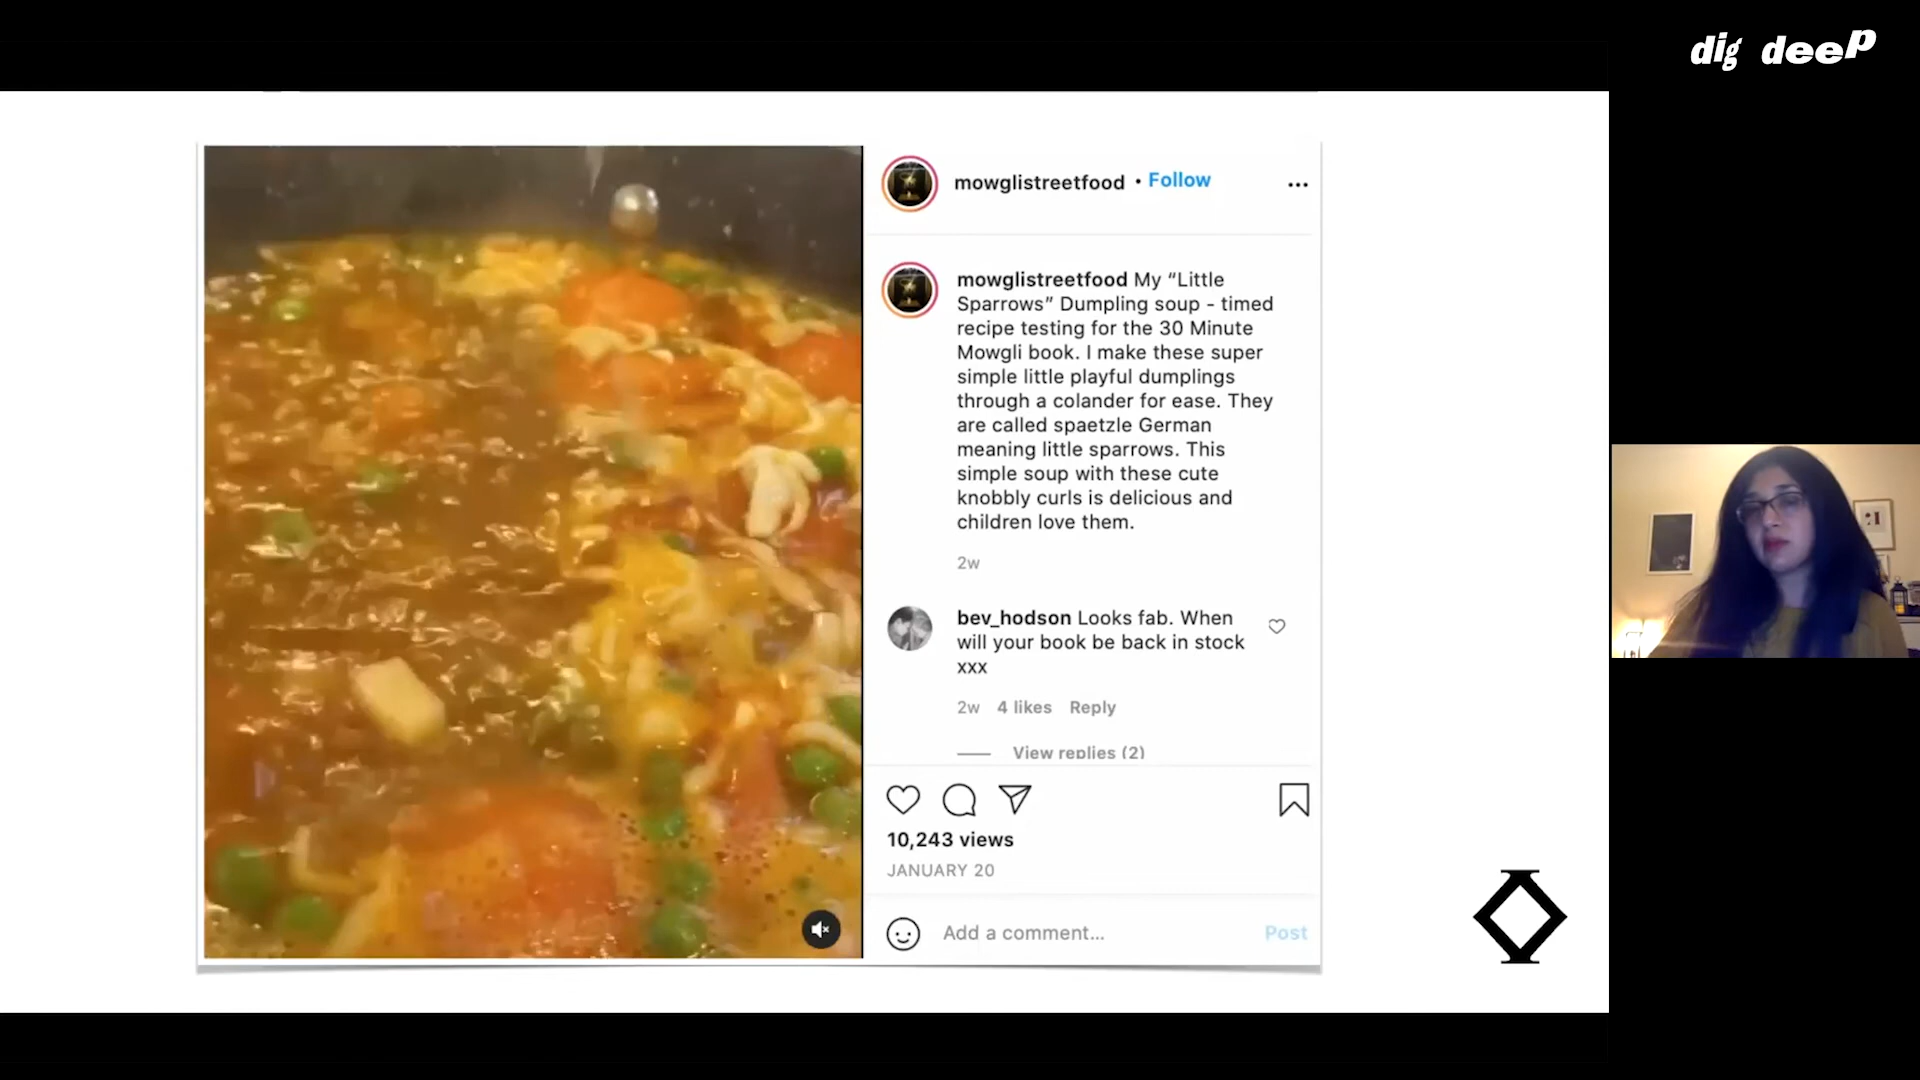 dig deep
mowglistreetfood • Follow
mowglistreetfood My “Little
Sparrows” Dumpling soup - timed
recipe testing for the 30 Minute
Mowgli book. I make these super
simple little playful dumplings
through a colander for ease. They
are called spaetzle German
meaning little sparrows. This
simple soup with these cute
knobbly curls is delicious and
children love them.
2w
bev_hodson Looks fab. When
will your book be back in stock
xxx
2w 4 likes Reply
View replies (2)
10,243 views
JANUARY 20
Add a comment... Post